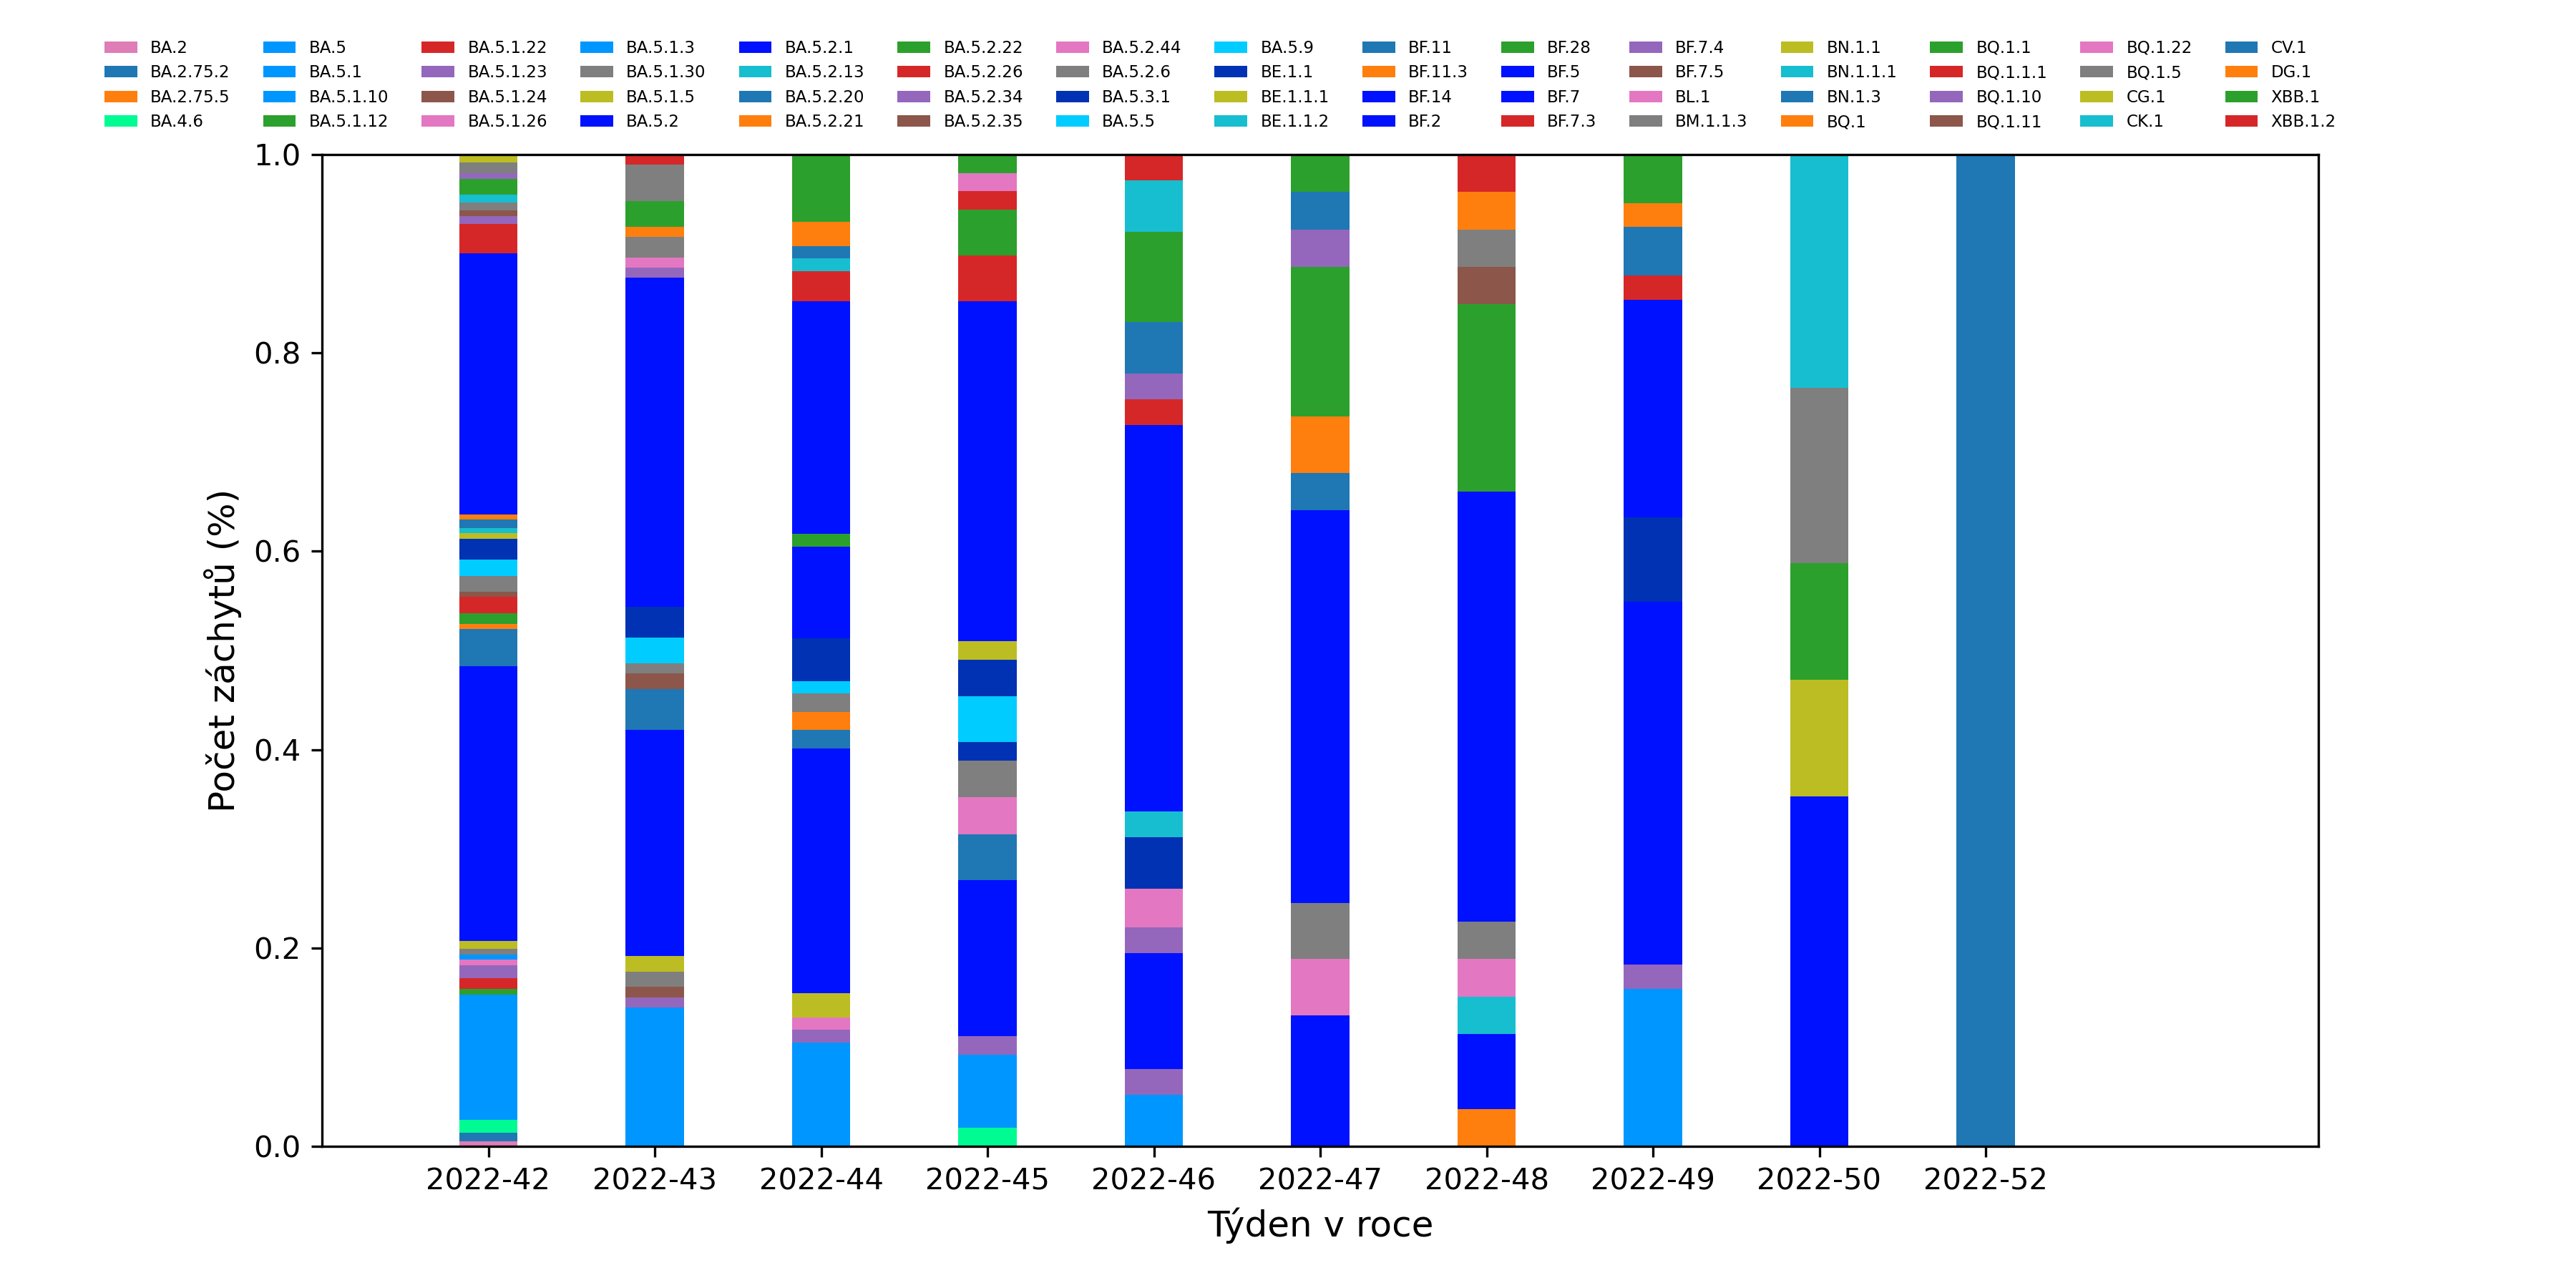 BA.2 BA.5 BA.5.1.22 BA.5.1.3 BA.5.2.1 BA.5.2.22 BA.5.2.44 BA.5.9 BF.11 BF.28 BF.7.4 BN.1.1 BQ.1.1 BQ.1.22 CV.1
BA.2.75.2 BA.5.1 BA.5.1.23 BA.5.1.30 BA.5.2.13 BA.5.2.26 BA.5.2.6 BE.1.1 BF.11.3 BF.5 BF.7.5 BN.1.1.1 BQ.1.1.1 BQ.1.5 DG.1
BA.2.75.5 BA.5.1.10 BA.5.1.24 BA.5.1.5 BA.5.2.20 BA.5.2.34 BA.5.3.1 BE.1.1.1 BF.14 BF.7 BL.1 BN.1.3 BQ.1.10 CG.1 XBB.1
BA.4.6 BA.5.1.12 BA.5.1.26 BA.5.2 BA.5.2.21 BA.5.2.35 BA.5.5 BE.1.1.2 BF.2 BF.7.3 BM.1.1.3 BQ.1 BQ.1.11 CK.1 XBB.1.2
1.0
0.8
0.6
0.4
0.2
0.0
Počet záchytů (%)
2022-42 2022-43 2022-44 2022-45 2022-46 2022-47 2022-48 2022-49 2022-50 2022-52
Týden v roce